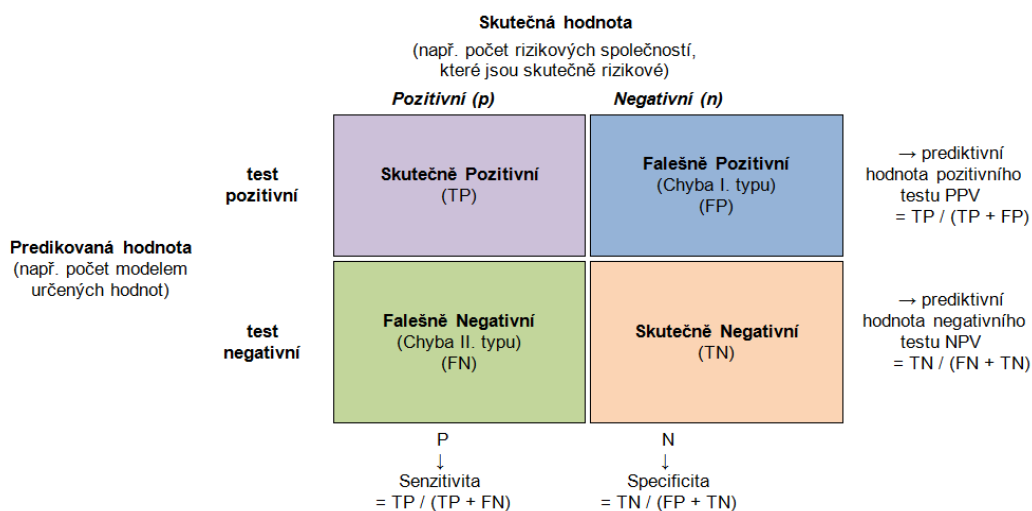 Skutečná hodnota
(např. počet rizikových společností,
které jsou skutečně rizikové)
Pozitivní (p)
Negativní (n)
test
pozitivní
Skutečně Pozitivní
(TP)
Falešně Pozitivní
(Chyba I. typu)
(FP)
→ prediktivní
hodnota pozitivního
testu PPV
= TP / (TP + FP)
Predikovaná hodnota
(např. počet modelem
určených hodnot)
test
negativní
Falešně Negativní
(Chyba II. typu)
(FN)
Skutečně Negativní
(TN)
→ prediktivní
hodnota negativního
testu NPV
= TN / (FN + TN)
P
↓
Senzitivita
= TP / (TP + FN)
N
↓
Specificita
= TN / (FP + TN)